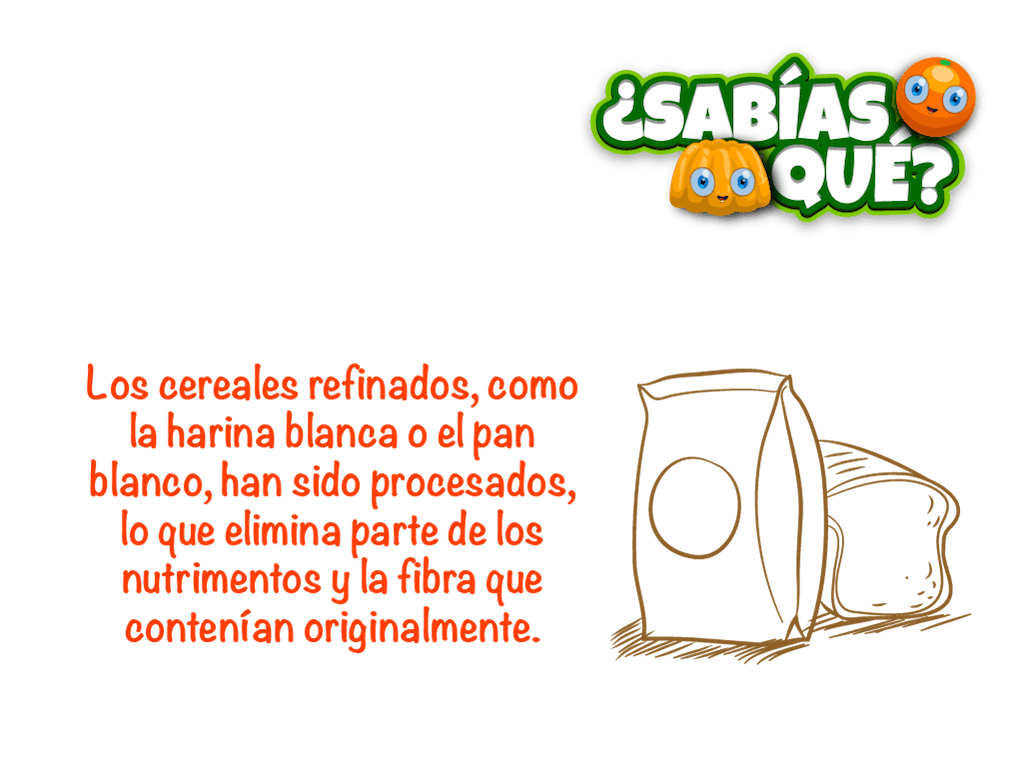 ¿SABÍAS
QUÉ?
Los cereales refinados, como
la harina blanca o el pan
blanco, han sido procesados,
lo que elimina parte de los
nutrimentos y la fibra que
contenían originalmente.